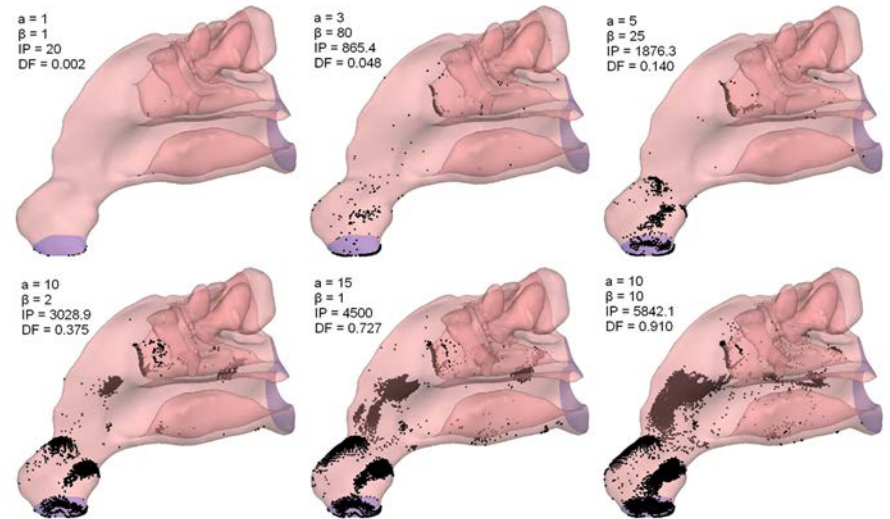 a = 1
β = 1
IP = 20
DF = 0.002
a = 3
β = 80
IP = 865.4
DF = 0.048
a = 5
β = 25
IP = 1876.3
DF = 0.140
a = 10
β = 2
IP = 3028.9
DF = 0.375
a = 15
β = 1
IP = 4500
DF = 0.727
a = 10
β = 10
IP = 5842.1
DF = 0.910